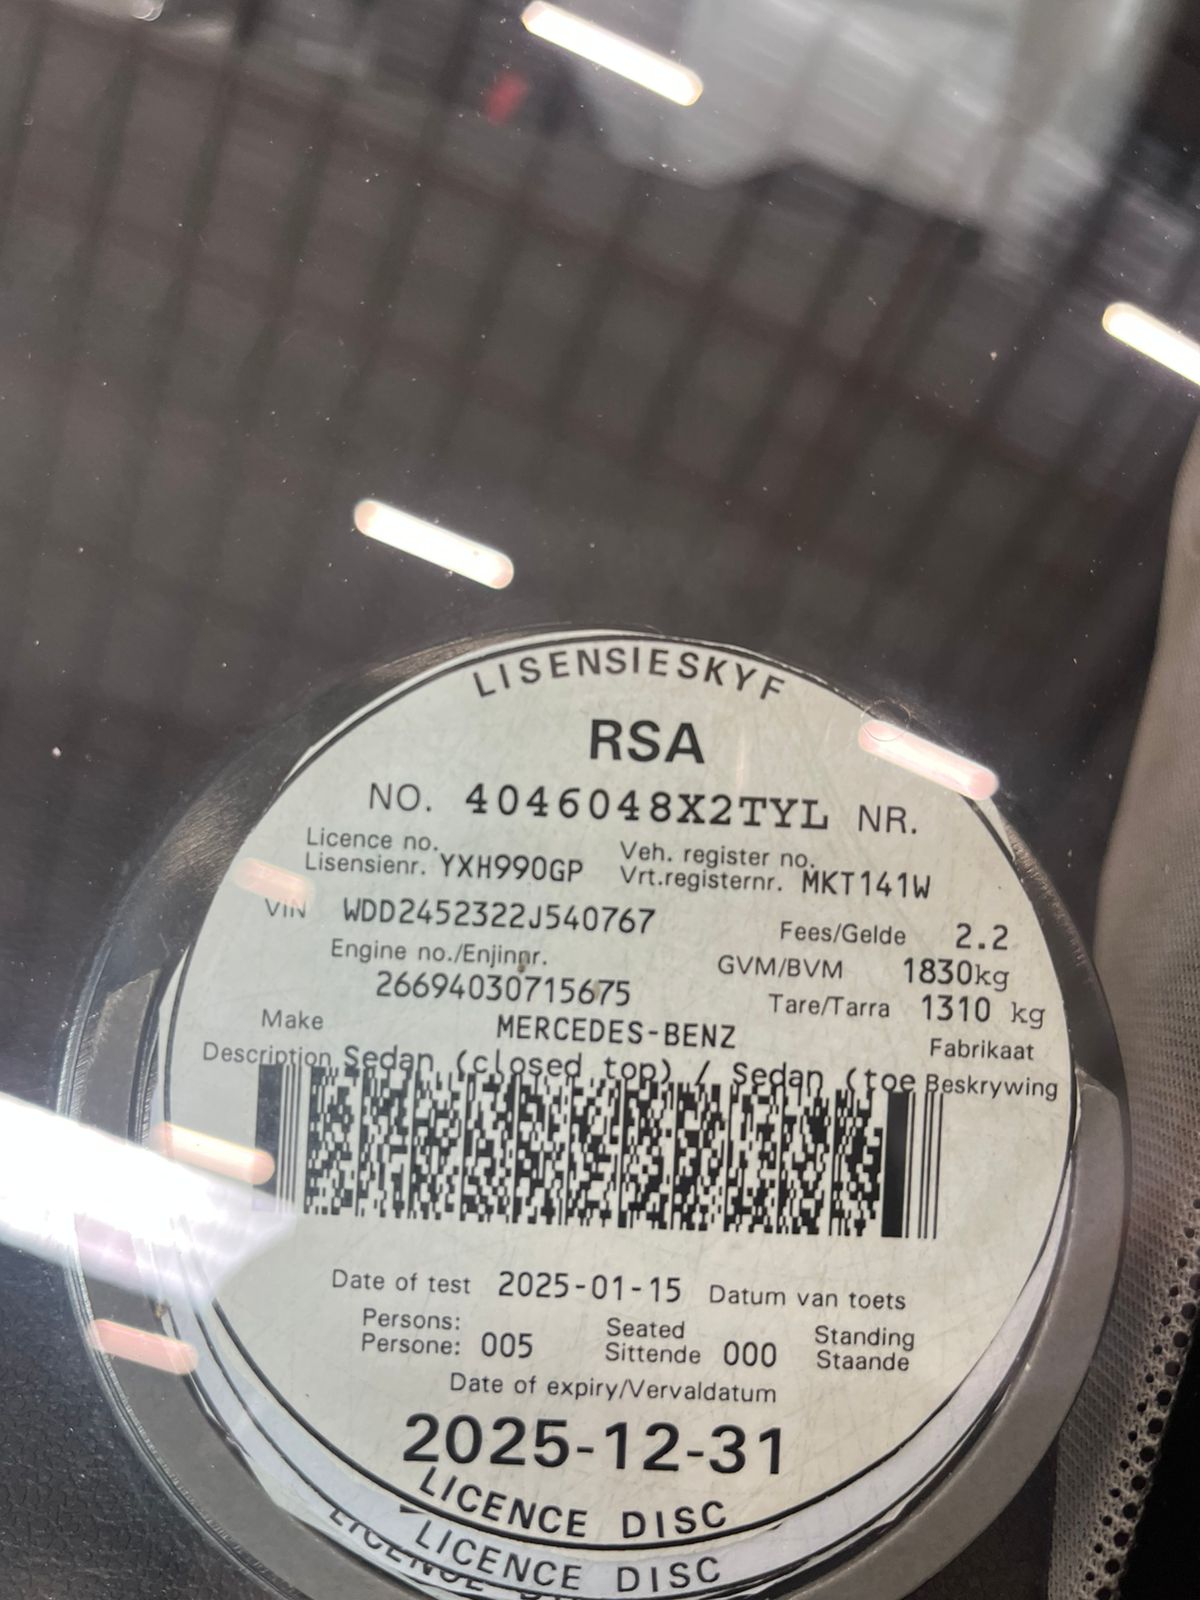 LISENSIESKYF
RSA
NO. 4046048X2TYL NR.
Licence no.
Lisensienr. YXH990GP
Veh. register no.
Vrt.registernr. MKT141W
VIN WDD2452322J540767
Fees/Gelde 2.2
Engine no./Enjinnr.
26694030715675
GVM/BVM 1830kg
Tare/Tarra 1310 kg
Make MERCEDES-BENZ Fabrikaat
Description Sedan (closed top) / Sedan (toe Beskrywing
Date of test 2025-01-15 Datum van toets
Persons:
Persone: 005
Seated
Sittende 000
Standing
Staande
Date of expiry/Vervaldatum
2025-12-31
LICENCE DISC
LICENCE DISC
LICENCE